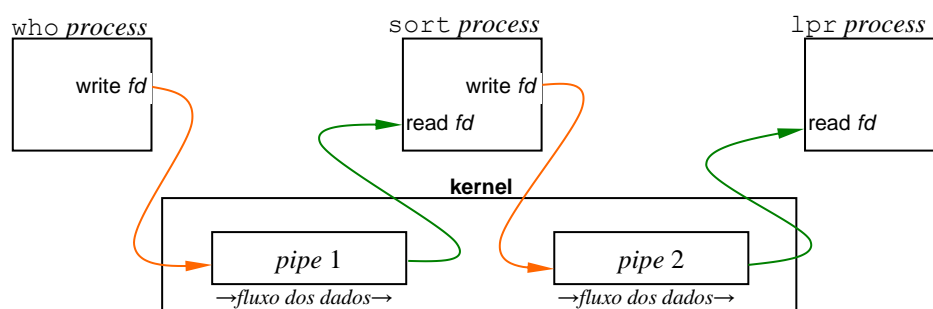 who process
sort process
lpr process
write fd
write fd
read fd
read fd
kernel
pipe 1
pipe 2
→fluxo dos dados→
→fluxo dos dados→